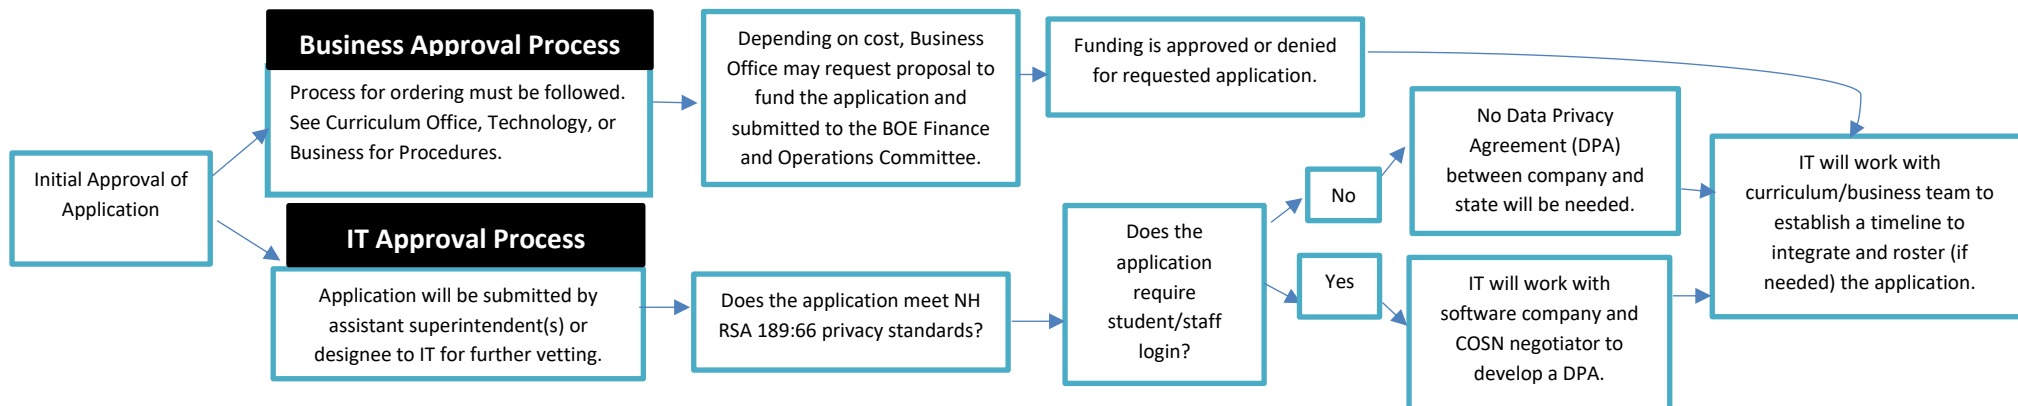 Initial Approval of
Application
Business Approval Process
Process for ordering must be followed.
See Curriculum Office, Technology, or
Business for Procedures.
Depending on cost, Business
Office may request proposal to
fund the application and
submitted to the BOE Finance
and Operations Committee.
Funding is approved or denied
for requested application.
IT Approval Process
Application will be submitted by
assistant superintendent(s) or
designee to IT for further vetting.
Does the application meet NH
RSA 189:66 privacy standards?
Does the
application
require
student/staff
login?
No
No Data Privacy
Agreement (DPA)
between company and
state will be needed.
Yes
IT will work with
software company and
COSN negotiator to
develop a DPA.
IT will work with
curriculum/business team to
establish a timeline to
integrate and roster (if
needed) the application.